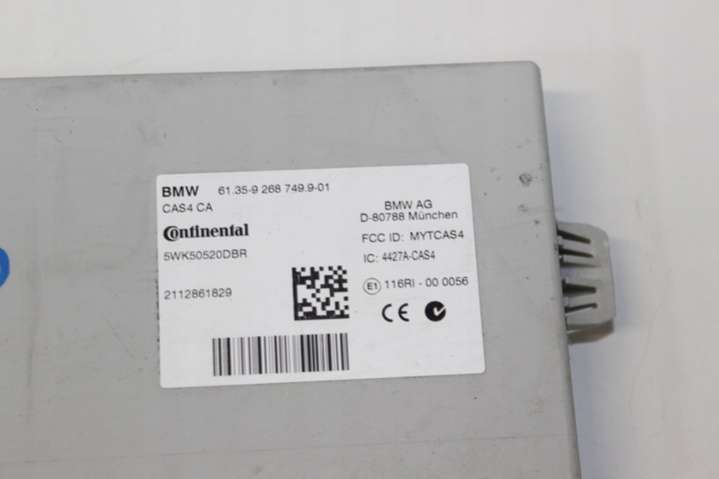 BMW 61.35-9 268 749.9-01
CAS4 CA
Continental
5WK50520DBR
2112861829
BMW AG
D-80788 München
FCC ID: MYTCAS4
IC: 4427A-CAS4
E1 116RI - 00 0056
CE